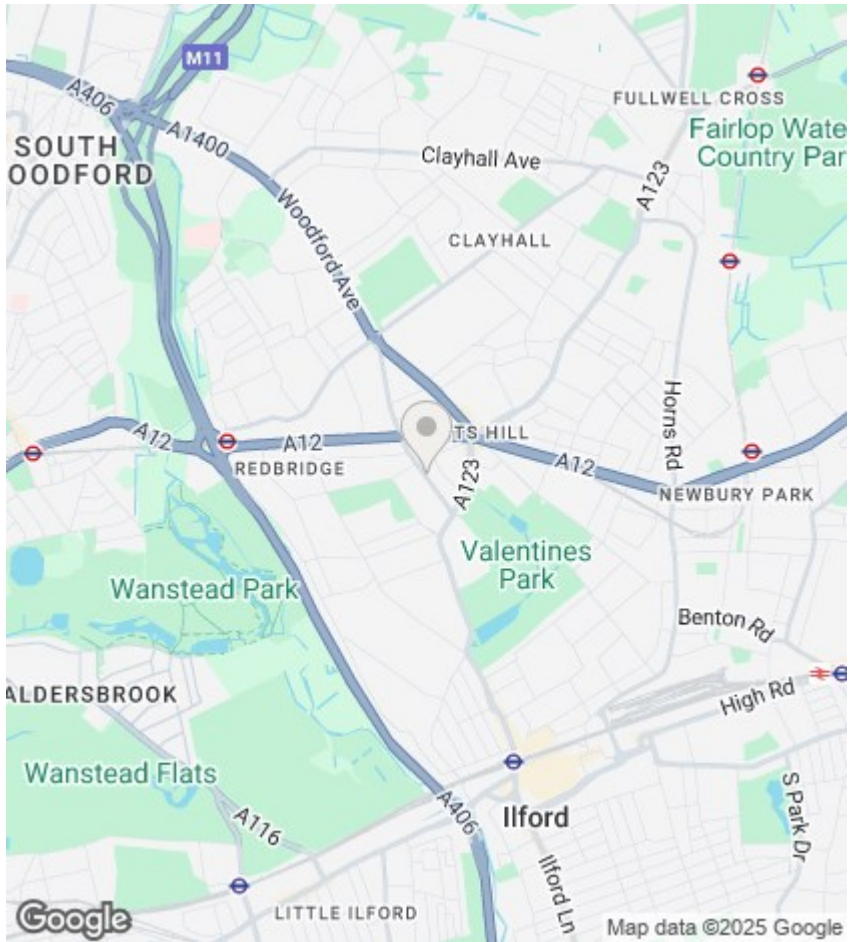 M11
A406
A1400
FULLWELL CROSS
Fairlop Wate
Country Par
SOUTH
OODFORD
Clayhall Ave
A123
Woodford Ave
CLAYHALL
Horns Rd
TS HILL
A12
A12
REDBRIDGE
A123
A12
NEWBURY PARK
Valentines
Park
Wanstead Park
Benton Rd
ALDERSBROOK
High Rd
Wanstead Flats
A406
Ilford
S Park Dr
A116
Ilford Ln
LITTLE ILFORD
Google
Map data ©2025 Google